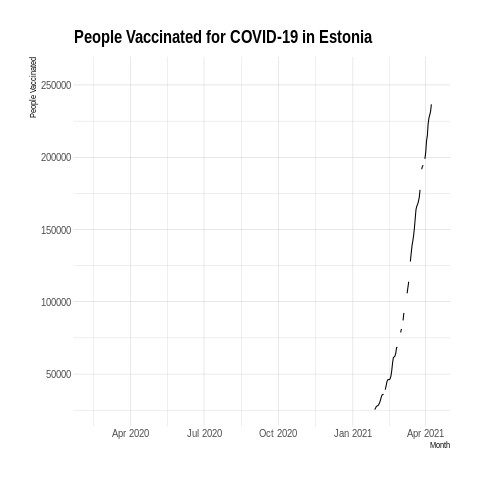 People Vaccinated for COVID-19 in Estonia
People Vaccinated
250000
200000
150000
100000
50000
Apr 2020 Jul 2020 Oct 2020 Jan 2021 Apr 2021
Month